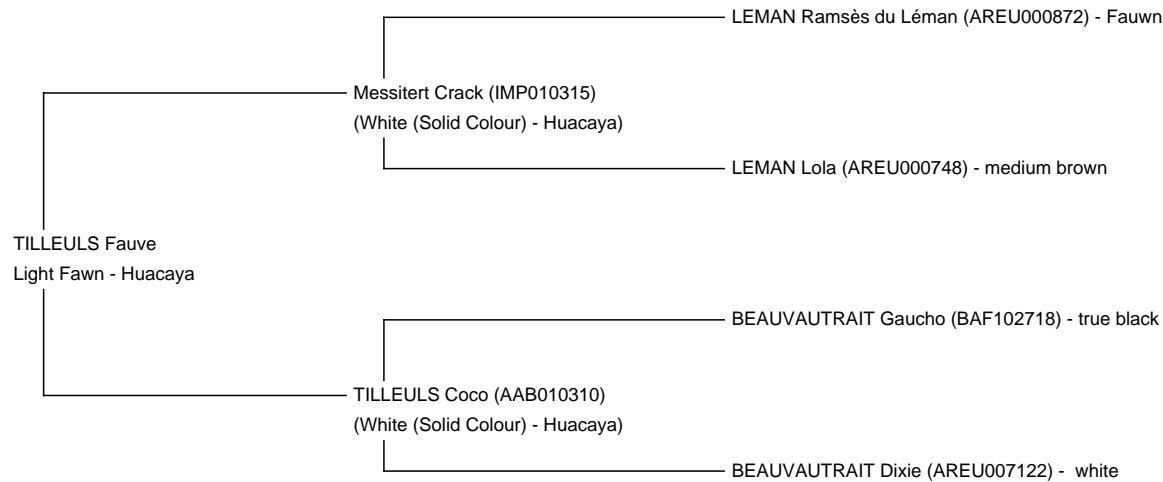 LEMAN Ramsès du Léman (AREU000872) - Fauwn
Messitert Crack (IMP010315)
(White (Solid Colour) - Huacaya)
LEMAN Lola (AREU000748) - medium brown
TILLEULS Fauve
Light Fawn - Huacaya
BEAUVAUTRAIT Gaucho (BAF102718) - true black
TILLEULS Coco (AAB010310)
(White (Solid Colour) - Huacaya)
BEAUVAUTRAIT Dixie (AREU007122) -  white